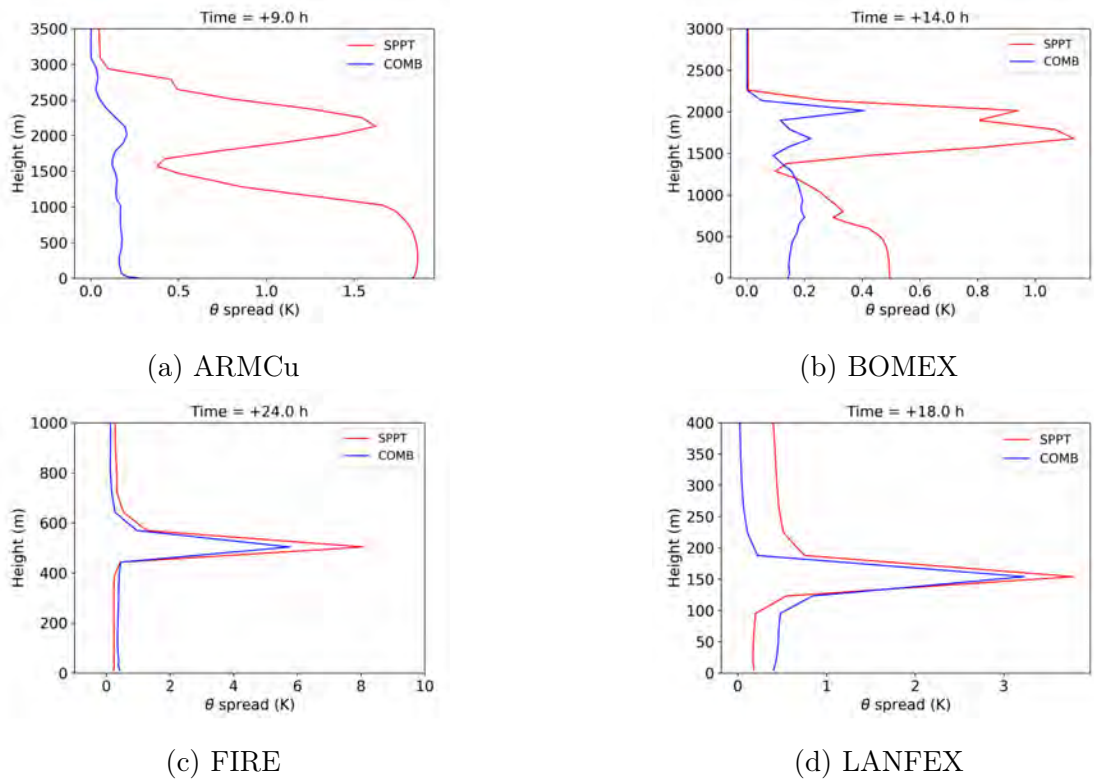 Time = +9.0 h
3500
3000
2500
2000
1500
1000
500
0
Height (m)
SPPT
COMB
0.0 0.5 1.0 1.5
θ spread (K)
(a) ARMCu
Time = +14.0 h
3000
2500
2000
1500
1000
500
0
Height (m)
SPPT
COMB
0.0 0.2 0.4 0.6 0.8 1.0
θ spread (K)
(b) BOMEX
Time = +24.0 h
1000
800
600
400
200
0
Height (m)
SPPT
COMB
0 2 4 6 8 10
θ spread (K)
(c) FIRE
Time = +18.0 h
400
350
300
250
200
150
100
50
0
Height (m)
SPPT
COMB
0 1 2 3
θ spread (K)
(d) LANFEX